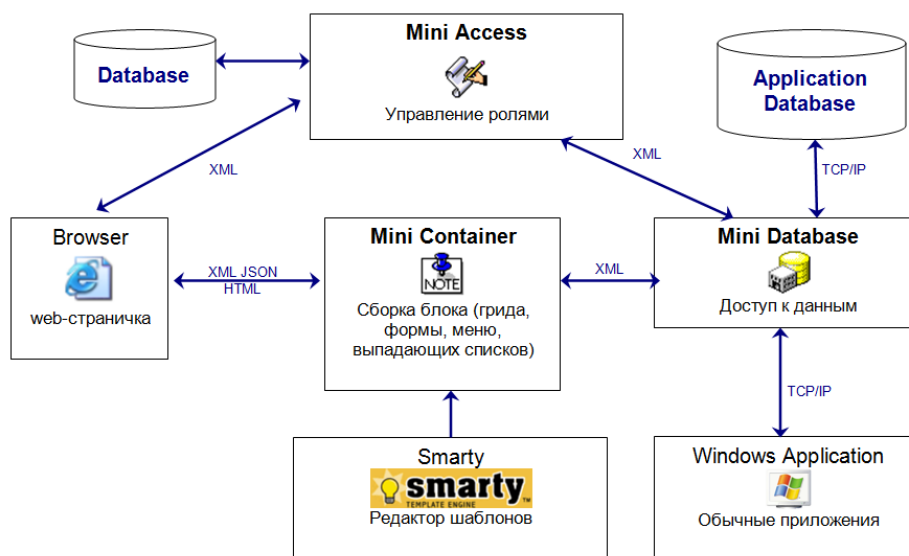 Mini Access
Управление ролями
Database
Application
Database
XML
XML
TCP/IP
Browser
web-страничка
XML JSON
HTML
Mini Container
NOTE
Сборка блока (грида,
формы, меню,
выпадающих списков)
XML
Mini Database
Доступ к данным
TCP/IP
Smarty
smarty™
TEMPLATE ENGINE
Редактор шаблонов
Windows Application
Обычные приложения